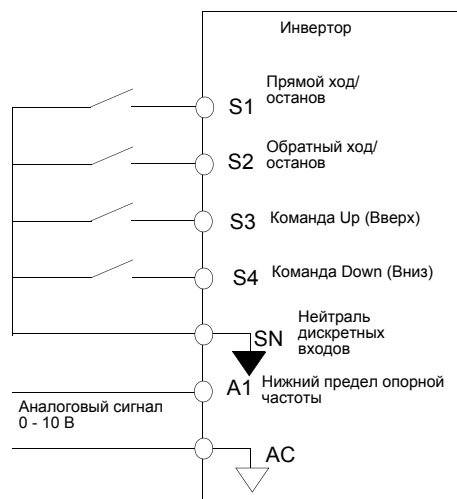 Инвертор
S1 Прямой ход/
останов
S2 Обратный ход/
останов
S3 Команда Up (Вверх)
S4 Команда Down (Вниз)
SN Нейтраль
дискретных
входов
A1 Нижний предел опорной
частоты
Аналоговый сигнал
0 - 10 В
AC